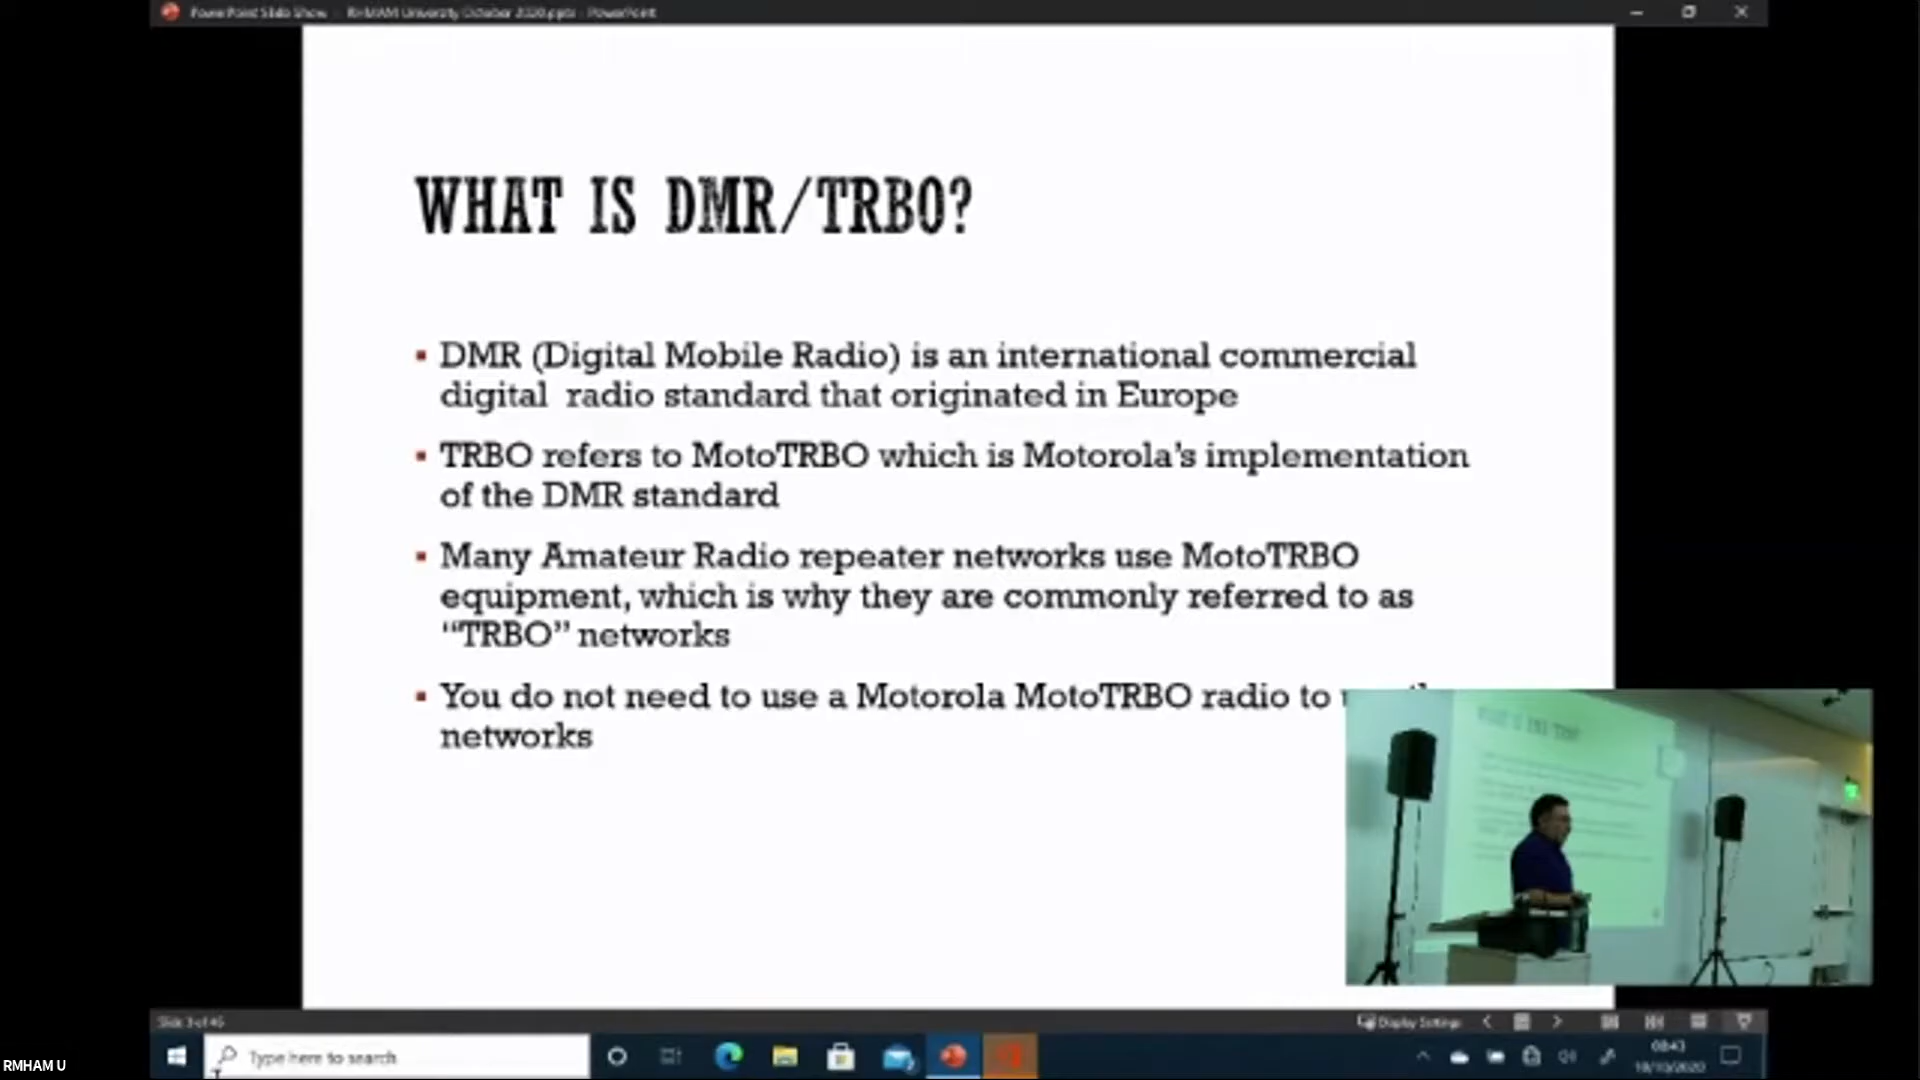 PowerPoint Slide Show - RMHAM University October 2020.pptx - PowerPoint
WHAT IS DMR/TRBO?
▪ DMR (Digital Mobile Radio) is an international commercial
digital radio standard that originated in Europe
▪ TRBO refers to MotoTRBO which is Motorola's implementation
of the DMR standard
▪ Many Amateur Radio repeater networks use MotoTRBO
equipment, which is why they are commonly referred to as
“TRBO” networks
▪ You do not need to use a Motorola MotoTRBO radio to
networks
Slide 3 of 46
Display Settings
Type here to search
08:43
10/10/2020
RMHAM U